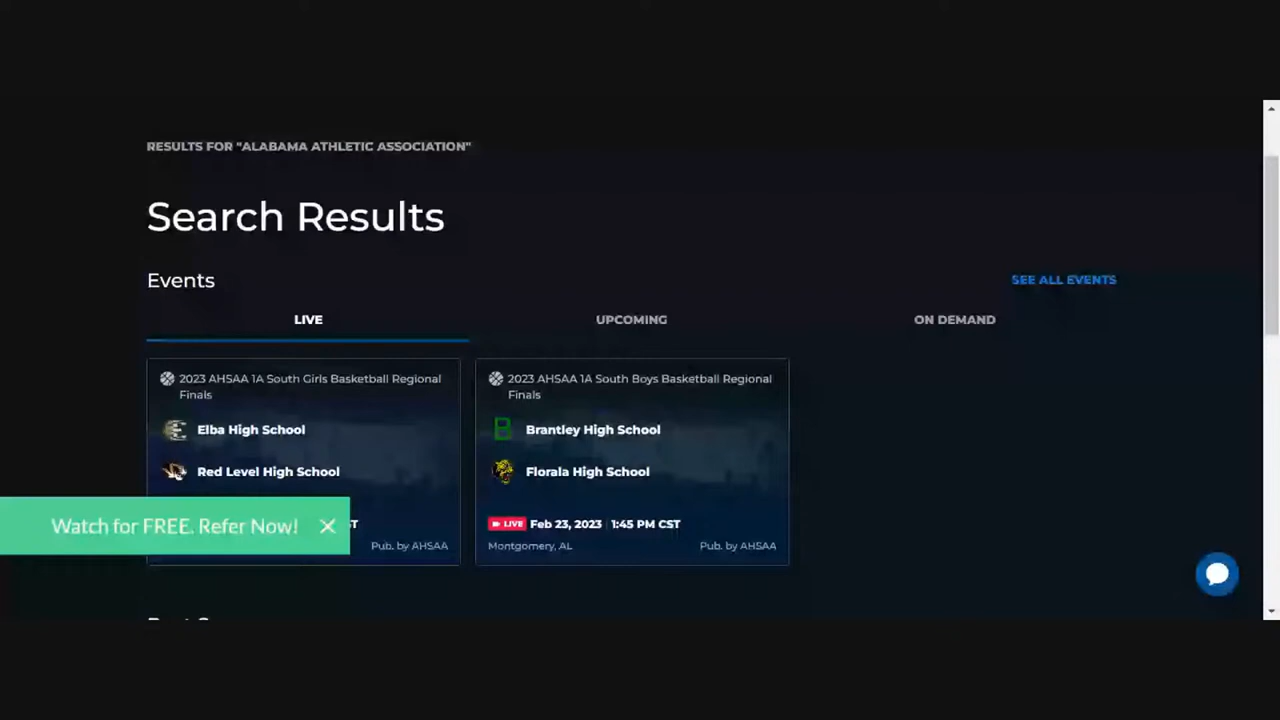 RESULTS FOR "ALABAMA ATHLETIC ASSOCIATION"
Search Results
Events
SEE ALL EVENTS
LIVE
UPCOMING
ON DEMAND
2023 AHSAA 1A South Girls Basketball Regional
Finals
Elba High School
Red Level High School
Pub. by AHSAA
2023 AHSAA 1A South Boys Basketball Regional
Finals
Brantley High School
Florala High School
LIVE Feb 23, 2023 | 1:45 PM CST
Montgomery, AL
Pub. by AHSAA
Watch for FREE. Refer Now!